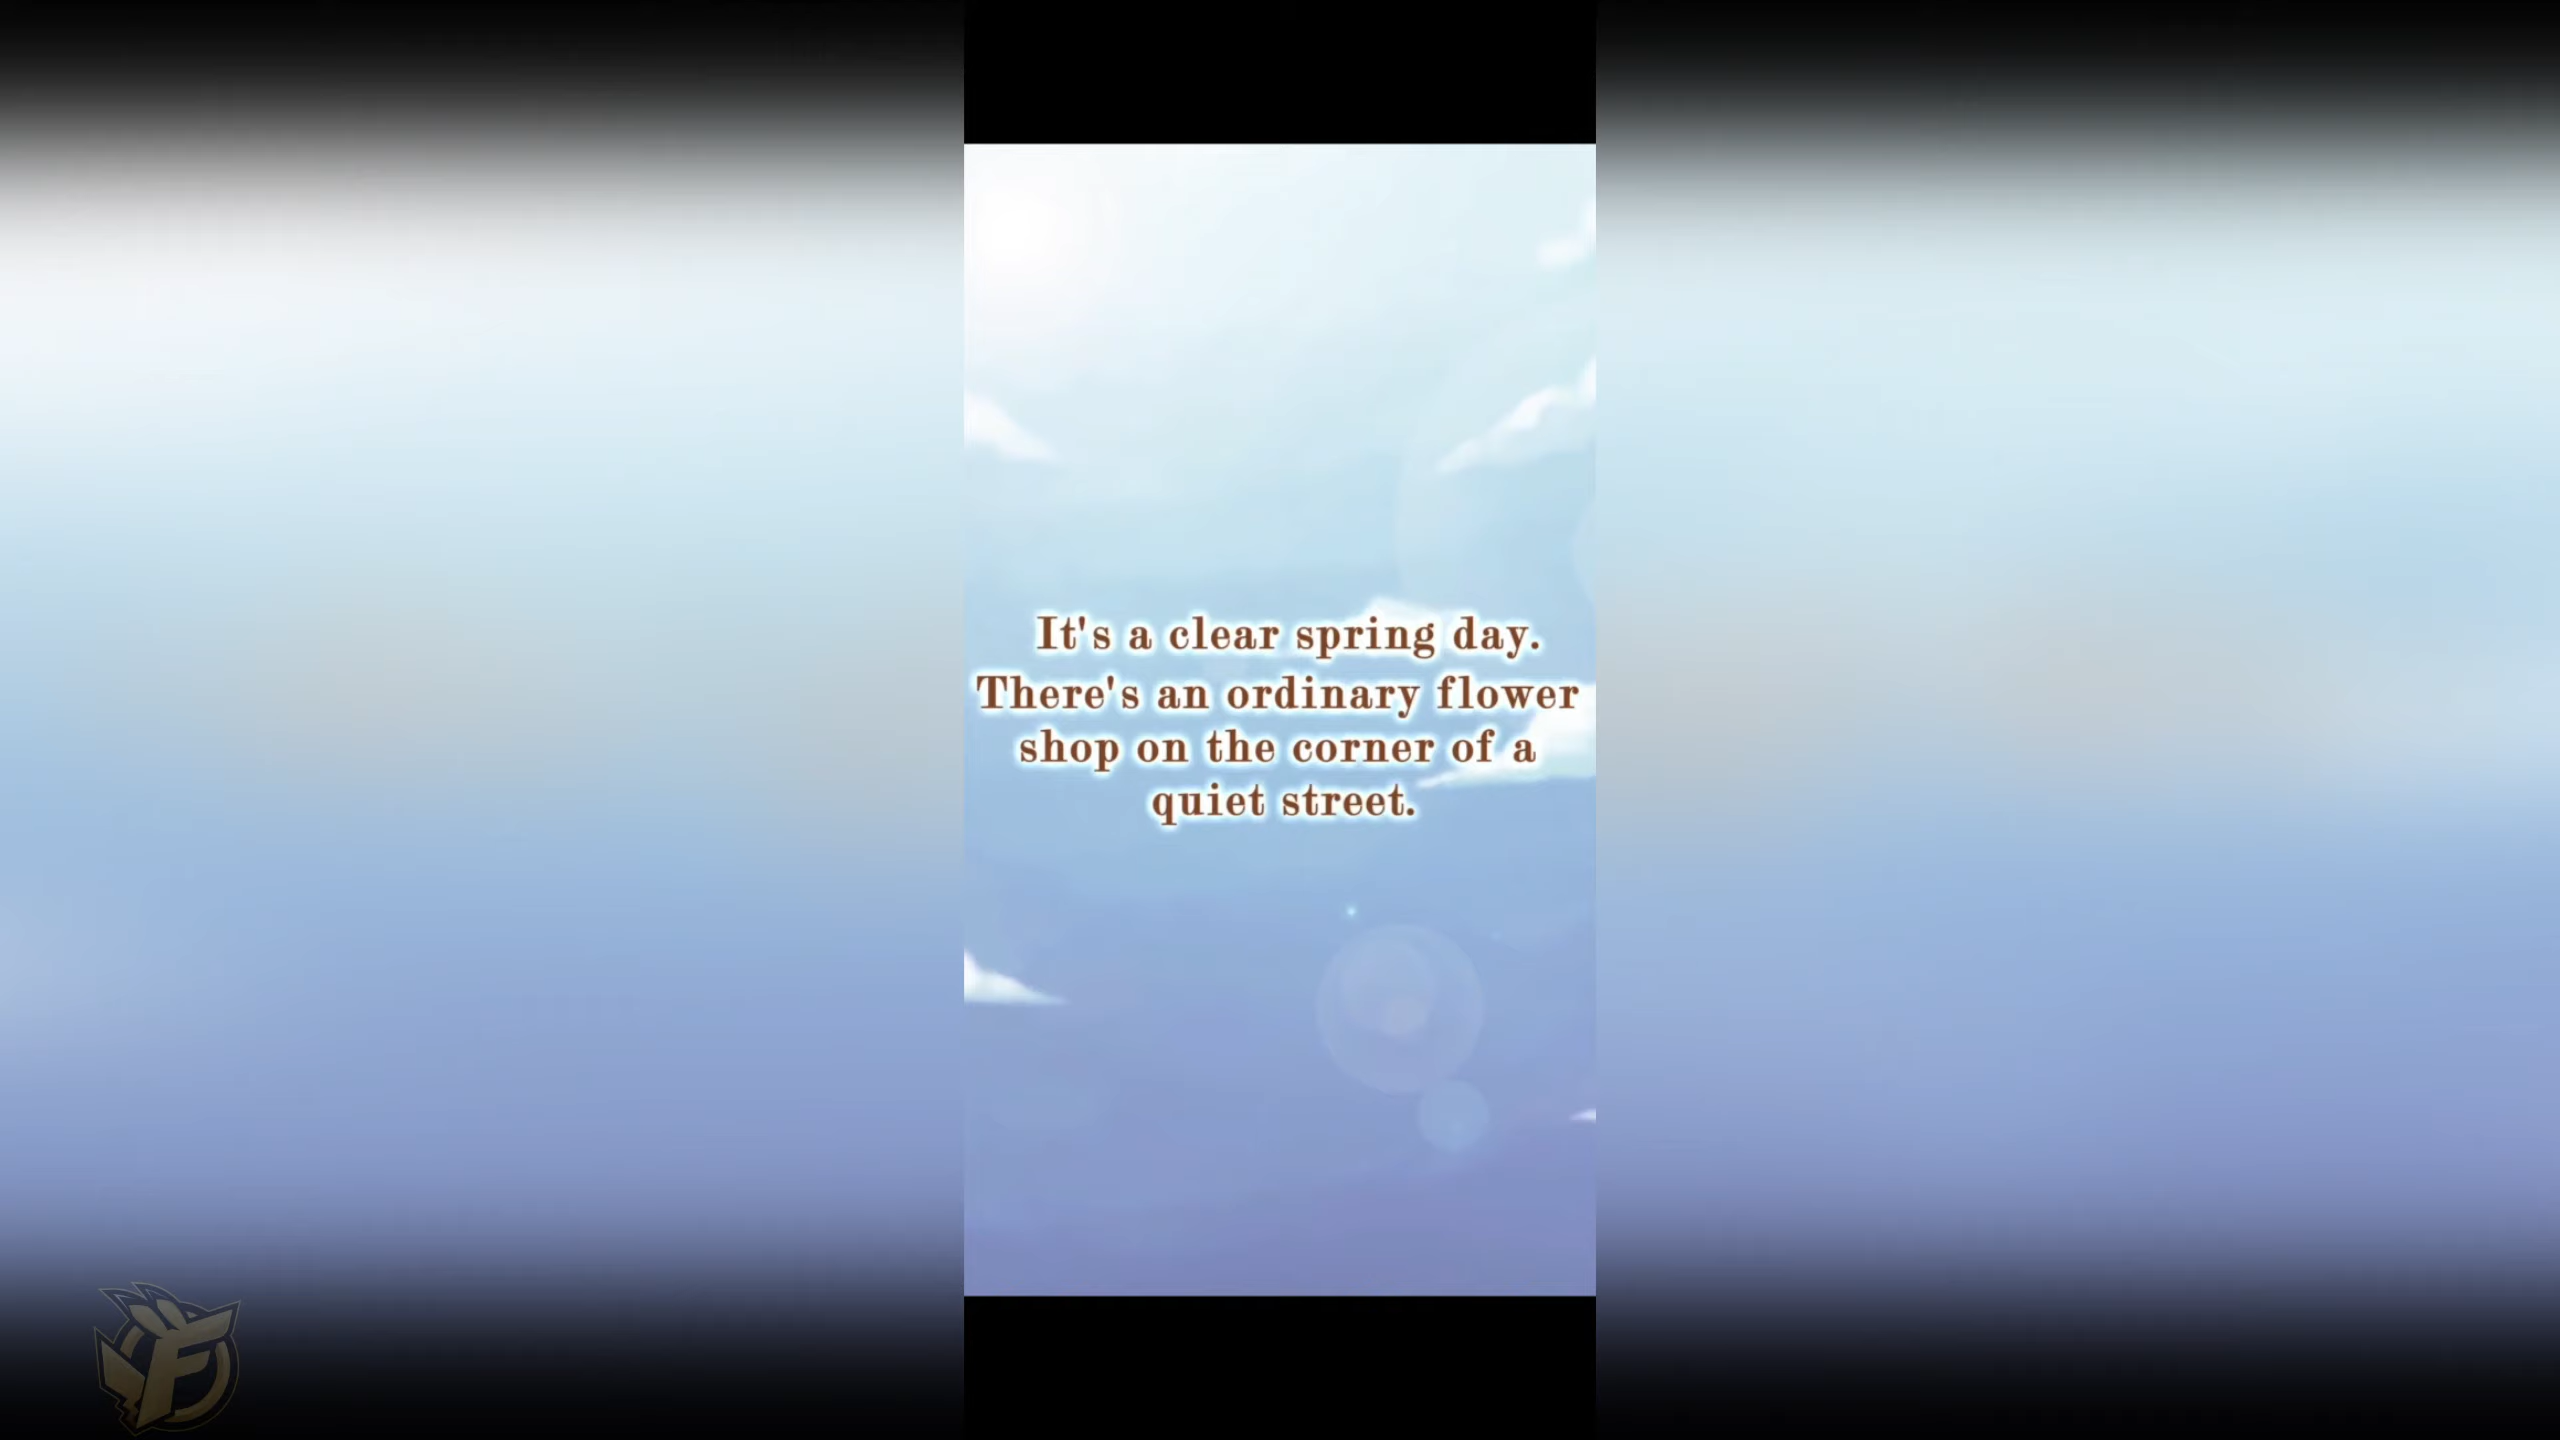 It's a clear spring day.
There's an ordinary flower
shop on the corner of a
quiet street.
F